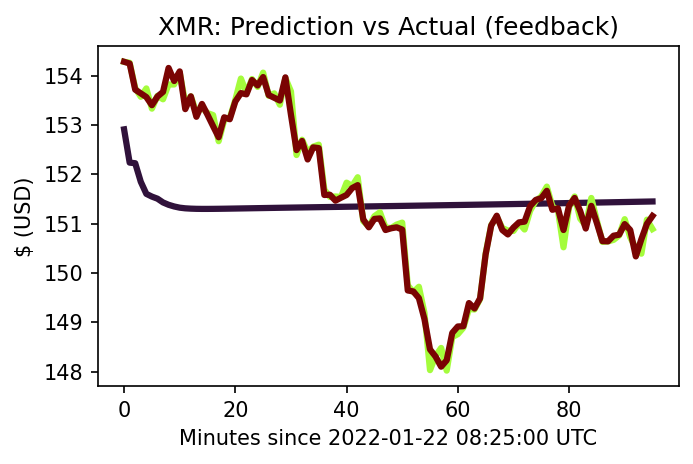 XMR: Prediction vs Actual (feedback)
154
153
152
151
150
149
148
$ (USD)
0 20 40 60 80
Minutes since 2022-01-22 08:25:00 UTC